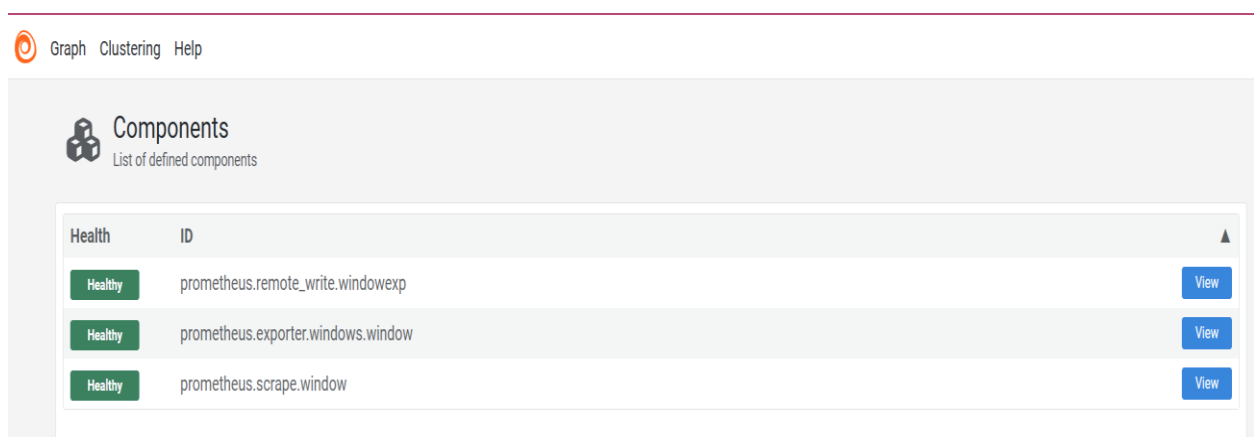 Graph Clustering Help
Components
List of defined components
Health ID ▲
Healthy prometheus.remote_write.windowexp View
Healthy prometheus.exporter.windows.window View
Healthy prometheus.scrape.window View